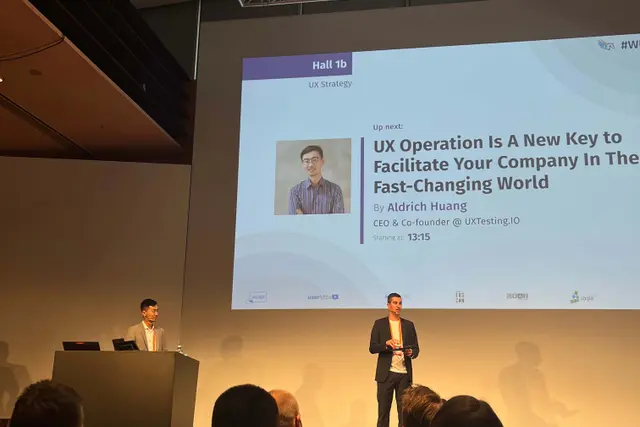 #W
Hall 1b
UX Strategy
Up next:
UX Operation Is A New Key to
Facilitate Your Company In The
Fast-Changing World
By Aldrich Huang
CEO & Co-founder @ UXTesting.IO
Starting at 13:15